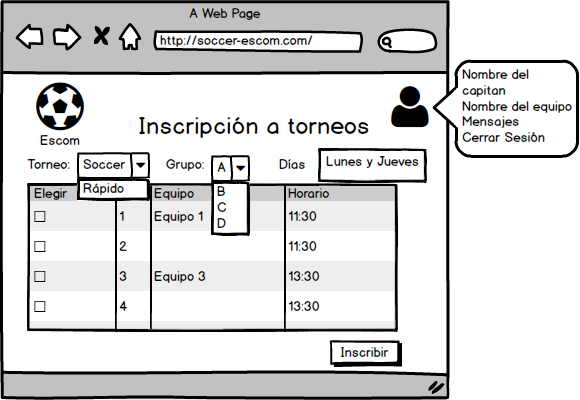 A Web Page
http://soccer-escom.com/
Nombre del
capitan
Nombre del equipo
Mensajes
Cerrar Sesión
Escom
Inscripción a torneos
Torneo: Soccer Grupo: A Días Lunes y Jueves
Rápido
B
C
D
Elegir Equipo Horario
1 Equipo 1 11:30
2 11:30
3 Equipo 3 13:30
4 13:30
Inscribir